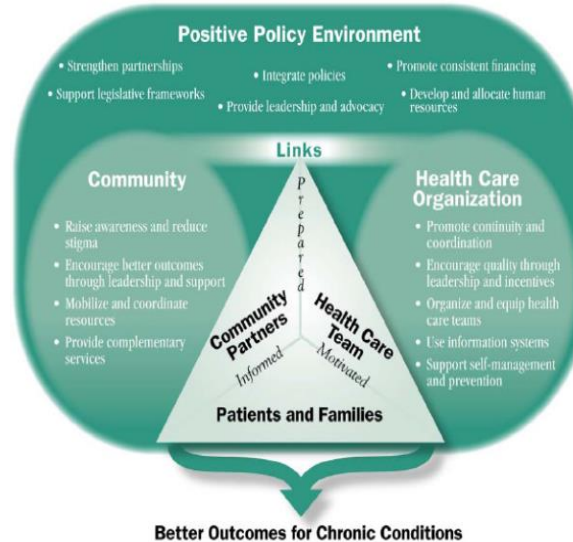 Positive Policy Environment
• Strengthen partnerships
• Support legislative frameworks
• Integrate policies
• Provide leadership and advocacy
• Promote consistent financing
• Develop and allocate human
resources
Links
Community
• Raise awareness and reduce
stigma
• Encourage better outcomes
through leadership and support
• Mobilize and coordinate
resources
• Provide complementary
services
Prepared
Community
Partners
Informed
Health Care
Team
Motivated
Patients and Families
Health Care
Organization
• Promote continuity and
coordination
• Encourage quality through
leadership and incentives
• Organize and equip health
care teams
• Use information systems
• Support self-management
and prevention
Better Outcomes for Chronic Conditions